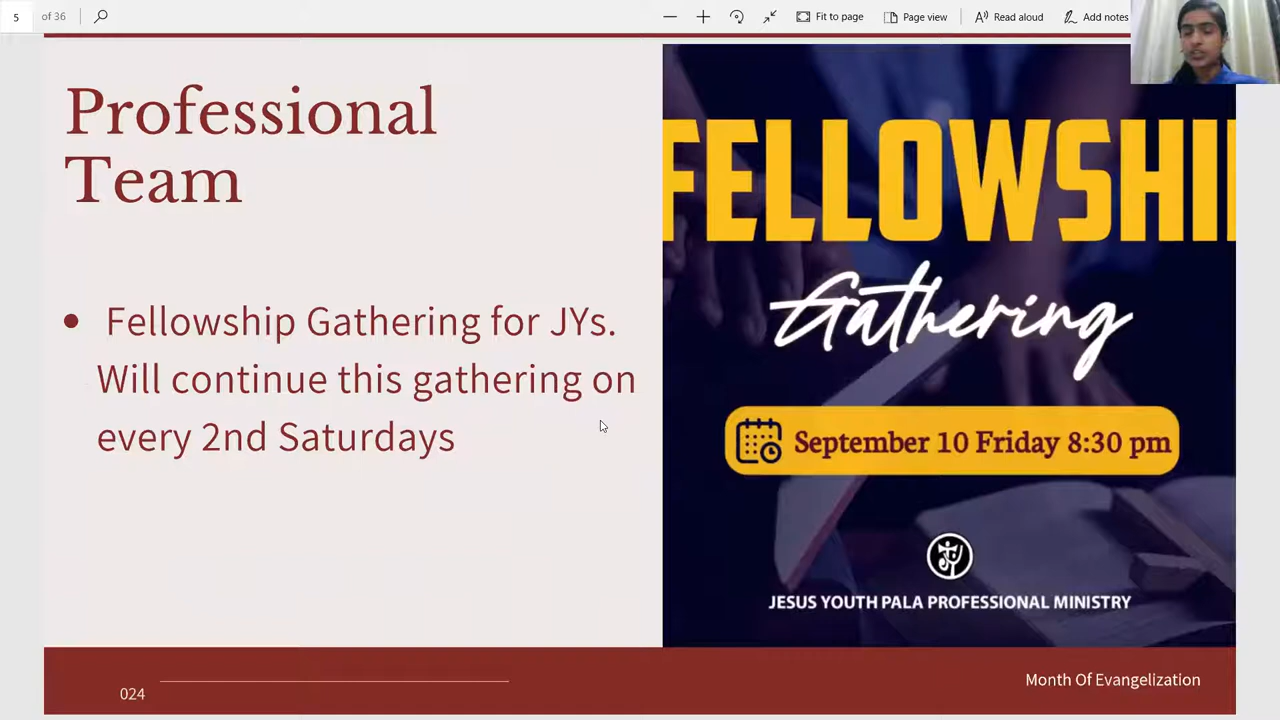 5 of 36 Fit to page Page view Read aloud Add notes
Professional
Team
Fellowship Gathering for JYs.
Will continue this gathering on
every 2nd Saturdays
FELLOWSHI
Gathering
September 10 Friday 8:30 pm
JY
JESUS YOUTH PALA PROFESSIONAL MINISTRY
024
Month Of Evangelization